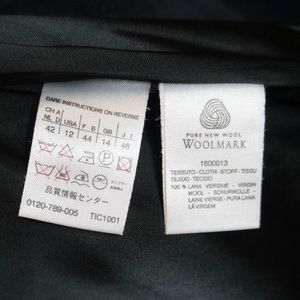 CARE INSTRUCTIONS ON REVERSE
CH A
NL D USA F B GB J I
42 12 44 14 46
品質情報センター
0120-789-005 TIC1001
PURE NEW WOOL
WOOLMARK
1600013
TESSUTO-CLOTH-STOFF-TISSU
TEJIDO-TECIDO
100 % LANA VERGINE - VIRGIN
WOOL - SCHURWOLLE -
LAINE VIERGE - PURA LANA
LÃ VIRGEM